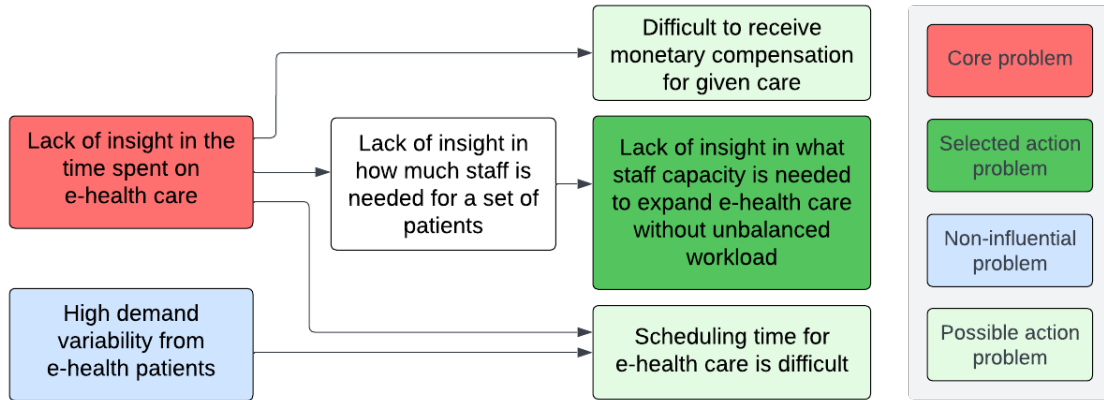 Difficult to receive
monetary compensation
for given care
Lack of insight in the
time spent on
e-health care
Lack of insight in
how much staff is
needed for a set of
patients
Lack of insight in what
staff capacity is needed
to expand e-health care
without unbalanced
workload
High demand
variability from
e-health patients
Scheduling time for
e-health care is difficult
Core problem
Selected action
problem
Non-influential
problem
Possible action
problem